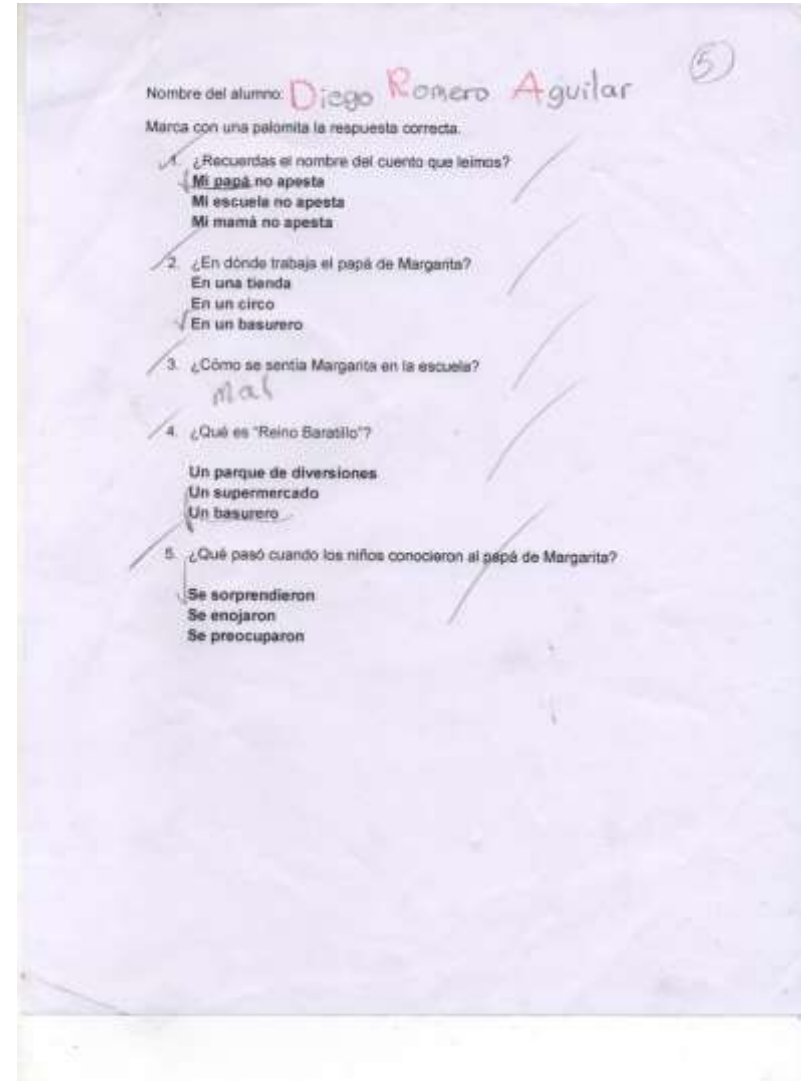 5
Nombre del alumno: Diego Romero Aguilar
Marca con una palomita la respuesta correcta.
1. ¿Recuerdas el nombre del cuento que leimos?
Mi papá no apesta
Mi escuela no apesta
Mi mamá no apesta
2. ¿En dónde trabaja el papá de Margarita?
En una tienda
En un circo
En un basurero
3. ¿Cómo se sentía Margarita en la escuela?
mal
4. ¿Qué es "Reino Baratillo"?
Un parque de diversiones
Un supermercado
Un basurero
5. ¿Qué pasó cuando los niños conocieron al papá de Margarita?
Se sorprendieron
Se enojaron
Se preocuparon